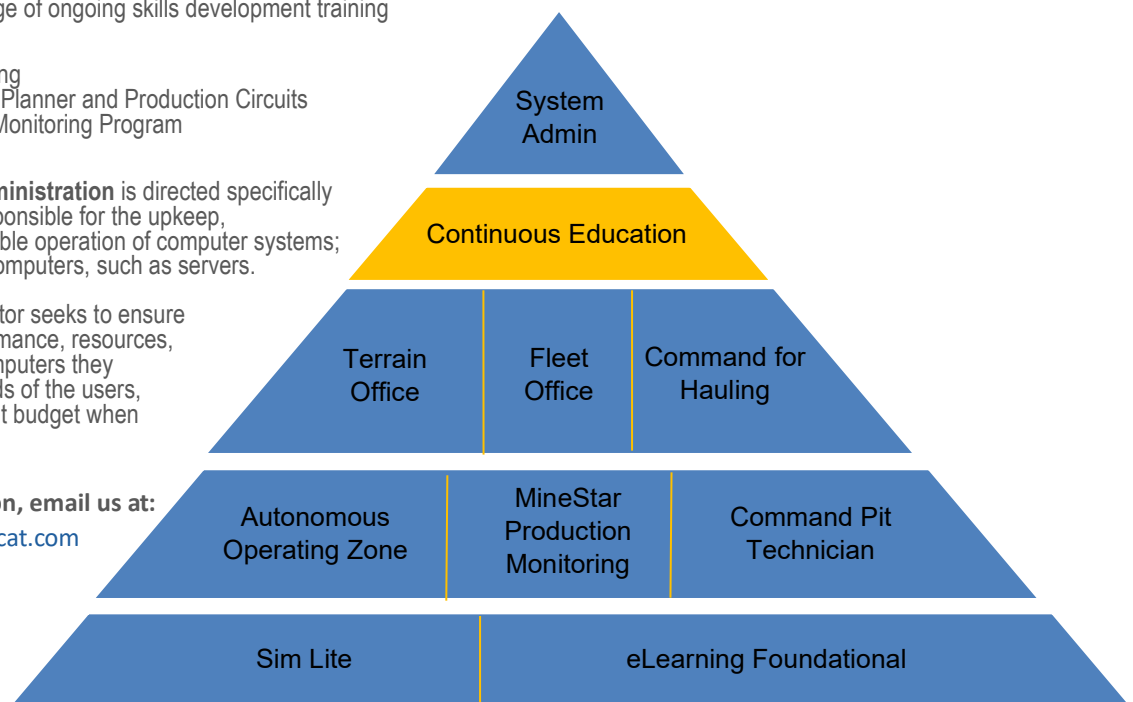 ge of ongoing skills development training
ng
Planner and Production Circuits
Monitoring Program
ministration is directed specifically
ponsible for the upkeep,
ble operation of computer systems;
omputers, such as servers.
tor seeks to ensure
rmance, resources,
mputers they
ds of the users,
t budget when
on, email us at:
cat.com
System
Admin
Continuous Education
Terrain
Office
Fleet
Office
Command for
Hauling
Autonomous
Operating Zone
MineStar
Production
Monitoring
Command Pit
Technician
Sim Lite
eLearning Foundational